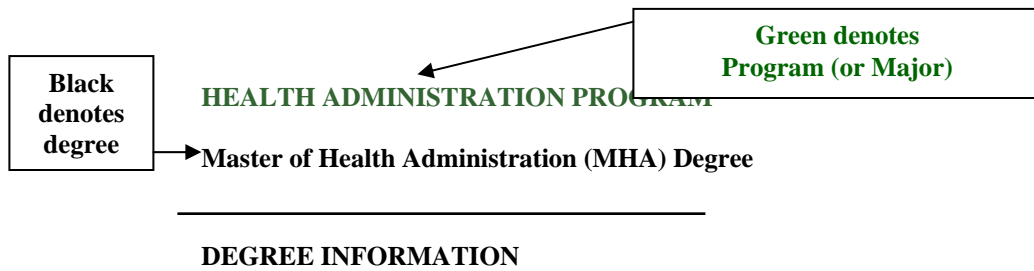 Green denotes
Program (or Major)
Black
denotes
degree
HEALTH ADMINISTRATION PROGRAM
Master of Health Administration (MHA) Degree
DEGREE INFORMATION